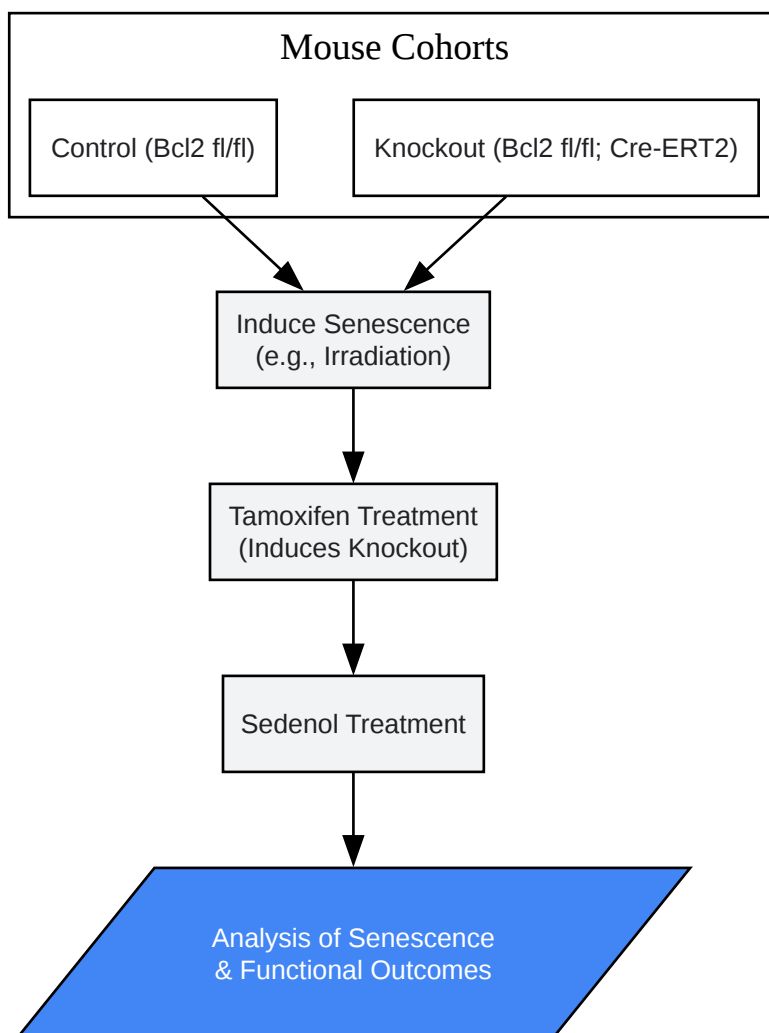 Mouse Cohorts
Control (Bcl2 fl/fl)
Knockout (Bcl2 fl/fl; Cre-ERT2)
Induce Senescence
(e.g., Irradiation)
Tamoxifen Treatment
(Induces Knockout)
Sedenol Treatment
Analysis of Senescence
& Functional Outcomes